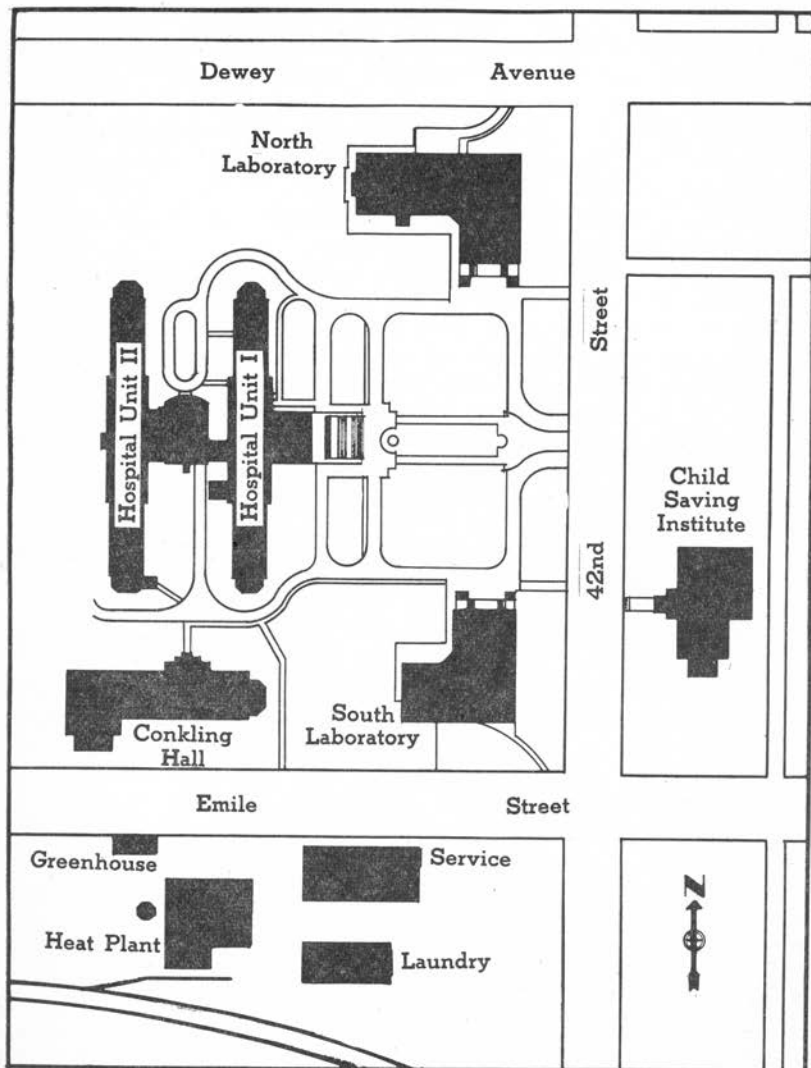 Dewey Avenue
North
Laboratory
Street
Hospital Unit II
Hospital Unit I
Child
Saving
Institute
42nd
South
Laboratory
Conkling
Hall
Emile Street
Greenhouse
Service
Heat Plant
Laundry
N